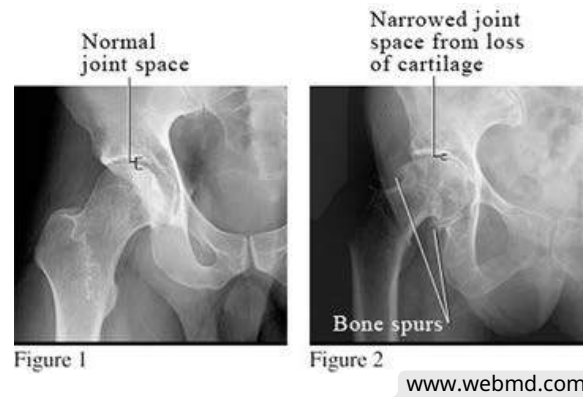 Normal
joint space
Narrowed joint
space from loss
of cartilage
Bone spurs
Figure 1
Figure 2
www.webmd.com